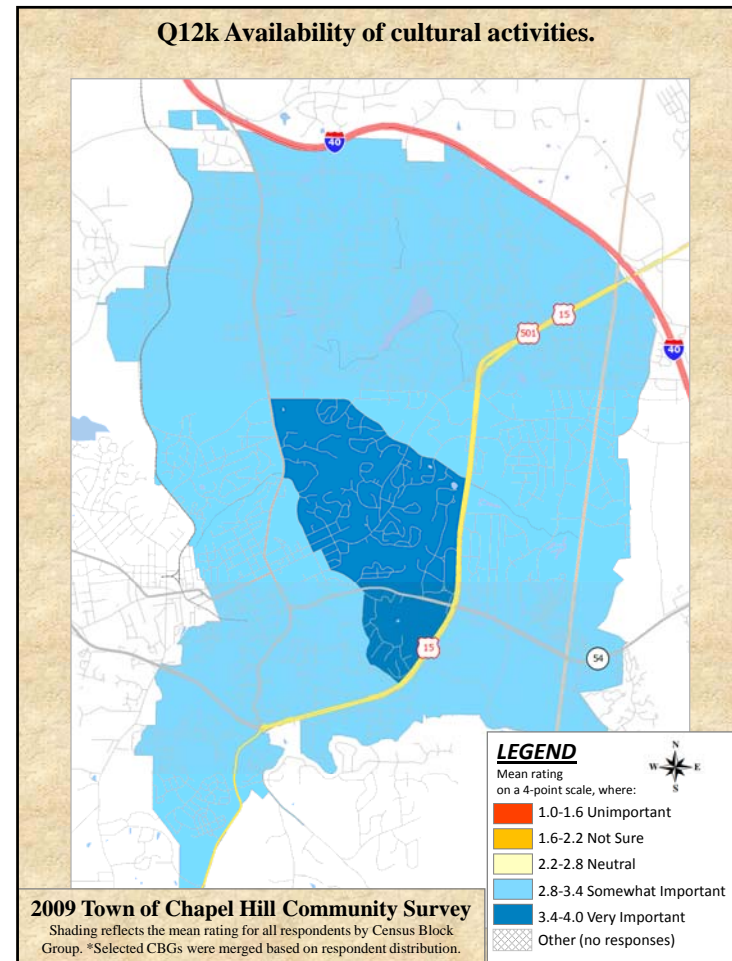 Q12k Availability of cultural activities.
40
15
501
40
15
54
LEGEND
N
W E
S
Mean rating
on a 4-point scale, where:
1.0-1.6 Unimportant
1.6-2.2 Not Sure
2.2-2.8 Neutral
2.8-3.4 Somewhat Important
3.4-4.0 Very Important
Other (no responses)
2009 Town of Chapel Hill Community Survey
Shading reflects the mean rating for all respondents by Census Block
Group. *Selected CBGs were merged based on respondent distribution.